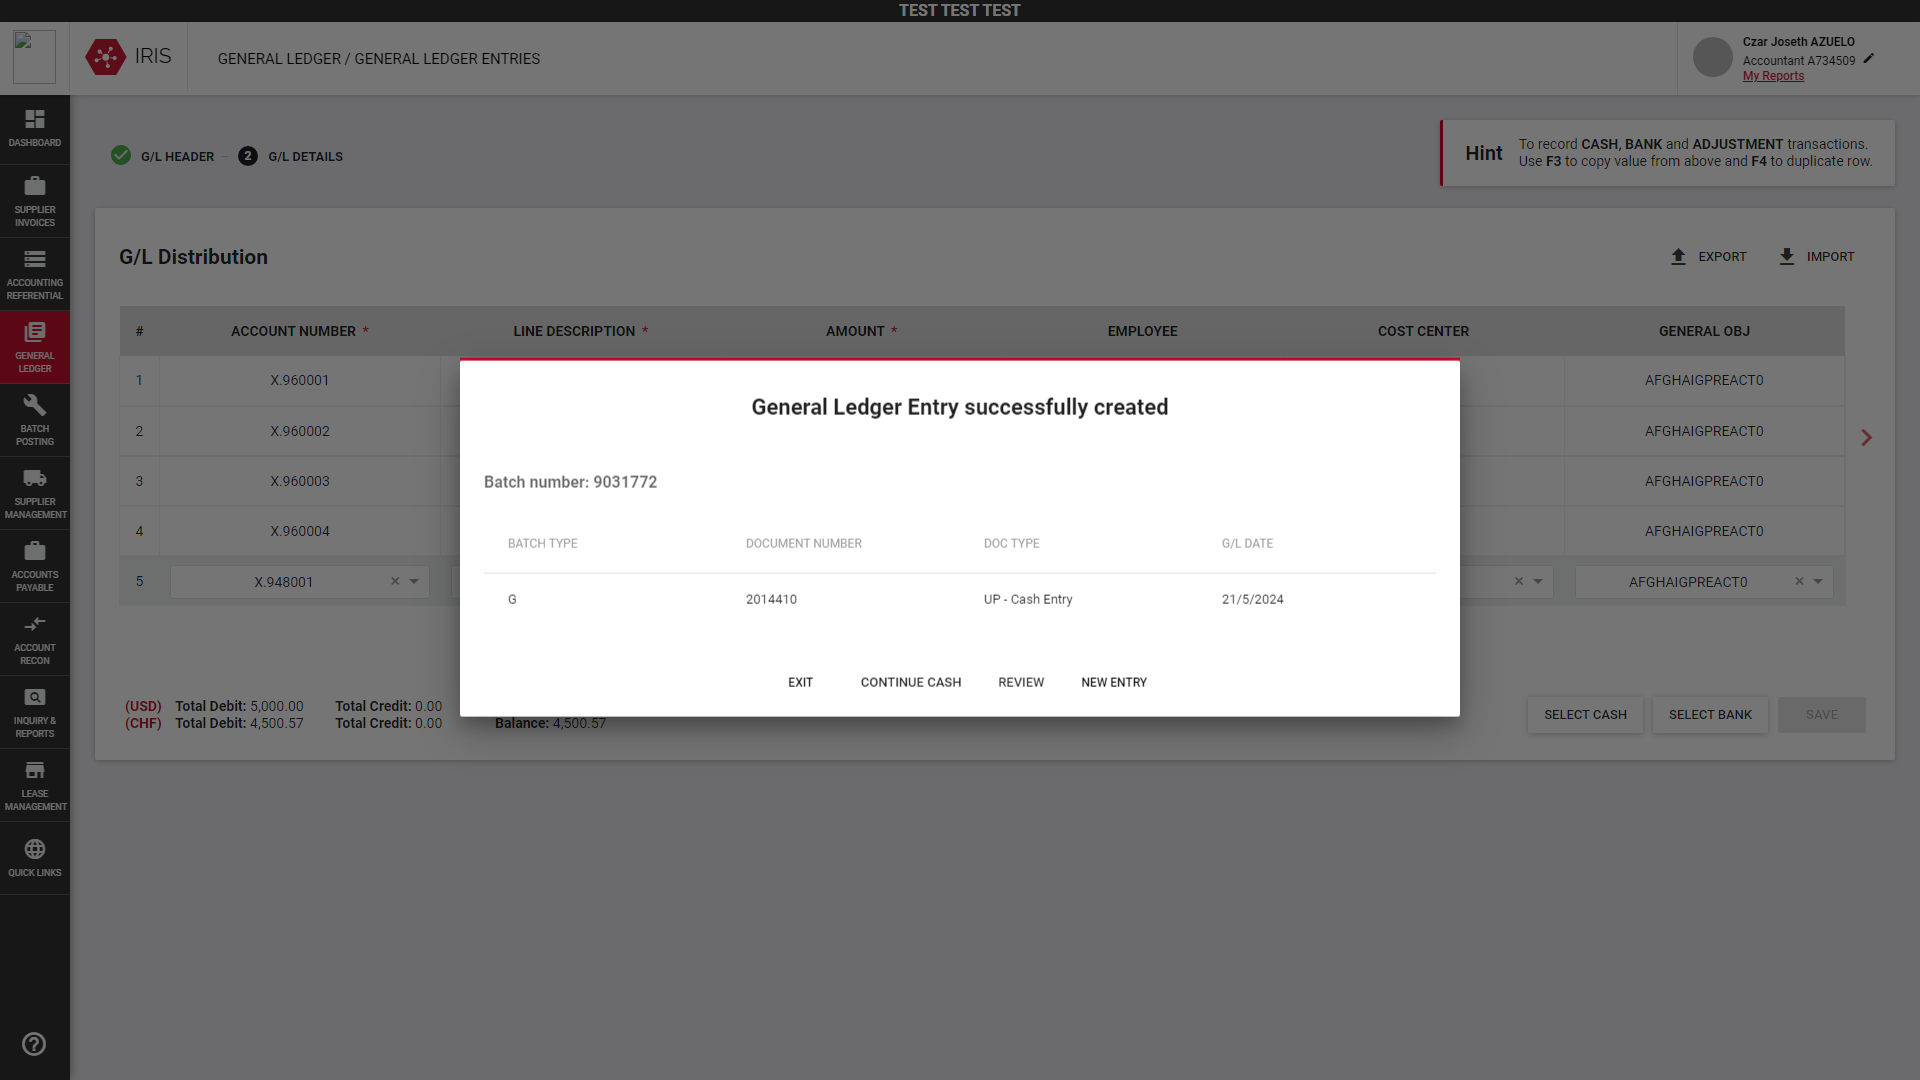 TEST TEST TEST
IRIS
GENERAL LEDGER / GENERAL LEDGER ENTRIES
Czar Joseth AZUELO
Accountant A734509
My Reports
DASHBOARD
SUPPLIER
INVOICES
ACCOUNTING
REFERENTIAL
GENERAL
LEDGER
BATCH
POSTING
SUPPLIER
MANAGEMENT
ACCOUNTS
PAYABLE
ACCOUNT
RECON
INQUIRY &
REPORTS
LEASE
MANAGEMENT
QUICK LINKS
G/L HEADER
2 G/L DETAILS
Hint
To record CASH, BANK and ADJUSTMENT transactions.
Use F3 to copy value from above and F4 to duplicate row.
G/L Distribution
EXPORT IMPORT
# ACCOUNT NUMBER * LINE DESCRIPTION * AMOUNT * EMPLOYEE COST CENTER GENERAL OBJ
1 X.960001 AFGHAIGPREACT0
2 X.960002 AFGHAIGPREACT0
3 X.960003 AFGHAIGPREACT0
4 X.960004 AFGHAIGPREACT0
5 X.948001 AFGHAIGPREACT0
General Ledger Entry successfully created
Batch number: 9031772
BATCH TYPE DOCUMENT NUMBER DOC TYPE G/L DATE
G 2014410 UP - Cash Entry 21/5/2024
EXIT CONTINUE CASH REVIEW NEW ENTRY
(USD) Total Debit: 5,000.00 Total Credit: 0.00
(CHF) Total Debit: 4,500.57 Total Credit: 0.00 Balance: 4,500.57
SELECT CASH SELECT BANK SAVE